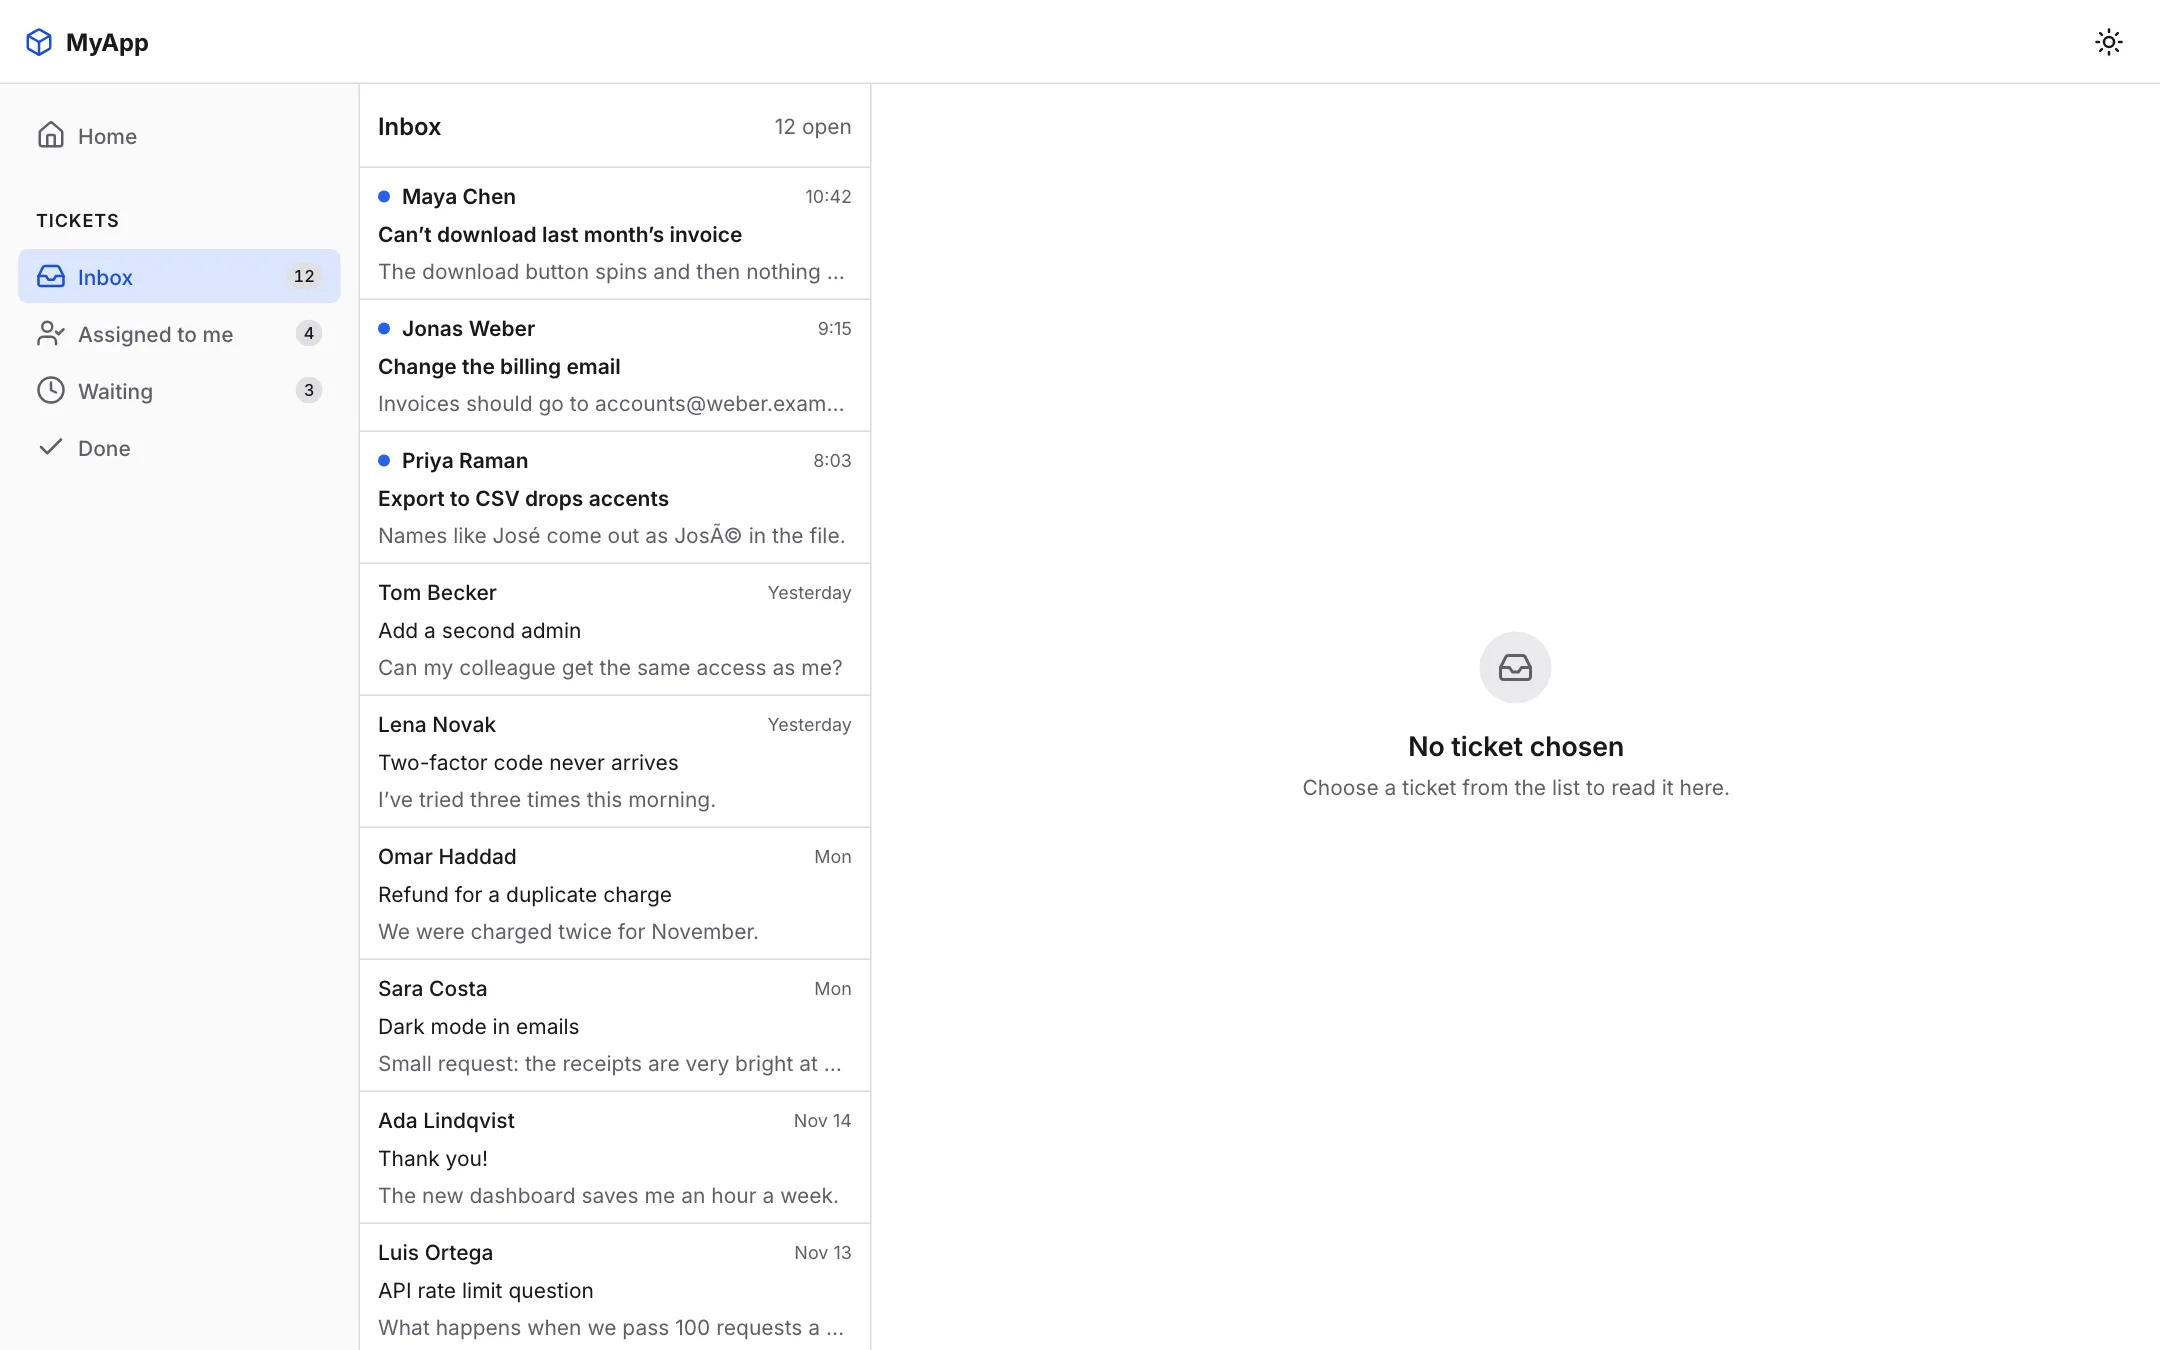 MyApp
Home
TICKETS
Inbox 12
Assigned to me 4
Waiting 3
Done
Inbox 12 open
Maya Chen 10:42
Can’t download last month’s invoice
The download button spins and then nothing ...
Jonas Weber 9:15
Change the billing email
Invoices should go to accounts@weber.exam...
Priya Raman 8:03
Export to CSV drops accents
Names like José come out as JosÃ© in the file.
Tom Becker Yesterday
Add a second admin
Can my colleague get the same access as me?
Lena Novak Yesterday
Two-factor code never arrives
I’ve tried three times this morning.
Omar Haddad Mon
Refund for a duplicate charge
We were charged twice for November.
Sara Costa Mon
Dark mode in emails
Small request: the receipts are very bright at ...
Ada Lindqvist Nov 14
Thank you!
The new dashboard saves me an hour a week.
Luis Ortega Nov 13
API rate limit question
What happens when we pass 100 requests a ...
No ticket chosen
Choose a ticket from the list to read it here.